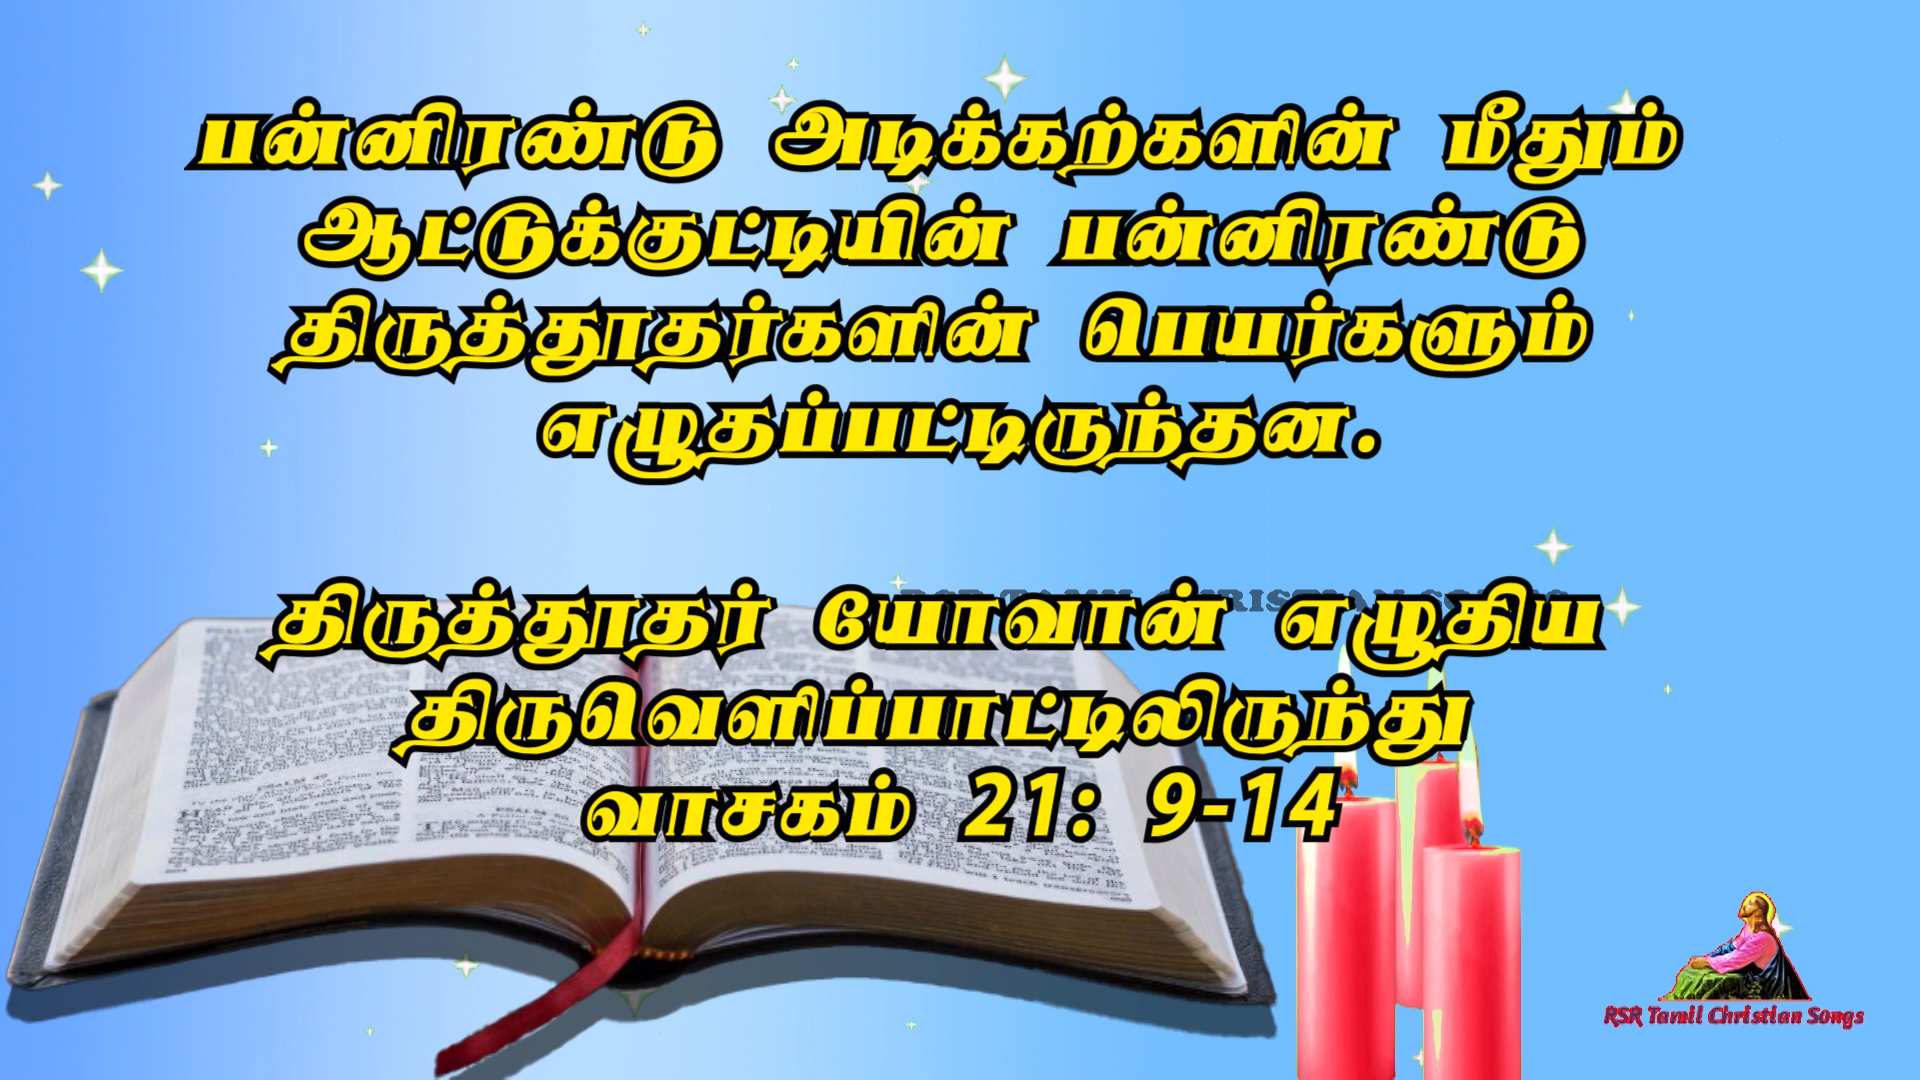 பன்னிரண்டு அடிக்கற்களின் மீதும்
ஆட்டுக்குட்டியின் பன்னிரண்டு
திருத்தூதர்களின் பெயர்களும்
எழுதப்பட்டிருந்தன.
திருத்தூதர் யோவான் எழுதிய
திருவெளிப்பாட்டிலிருந்து
வாசகம் 21: 9-14
RSR Tamil Christian Songs